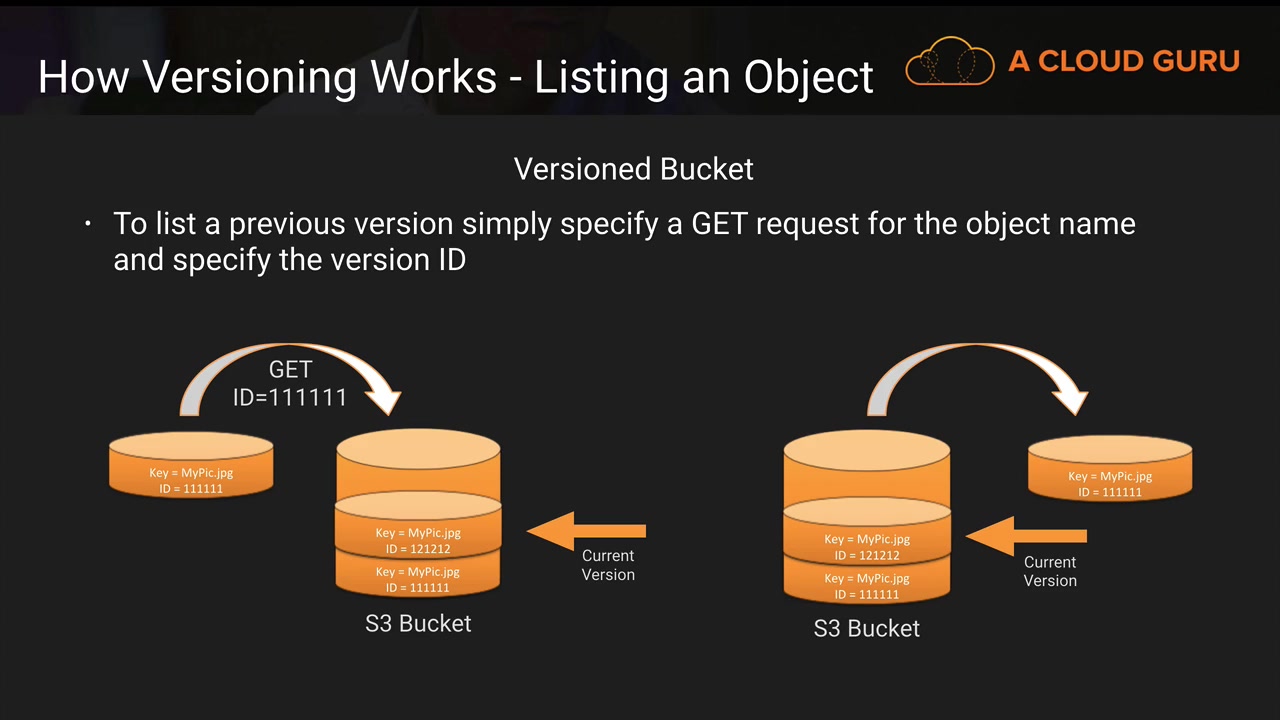 How Versioning Works - Listing an Object
A CLOUD GURU
Versioned Bucket
· To list a previous version simply specify a GET request for the object name
and specify the version ID
GET
ID=111111
Key = MyPic.jpg
ID = 111111
Key = MyPic.jpg
ID = 121212
Key = MyPic.jpg
ID = 111111
Current
Version
S3 Bucket
Key = MyPic.jpg
ID = 121212
Key = MyPic.jpg
ID = 111111
Current
Version
Key = MyPic.jpg
ID = 111111
S3 Bucket